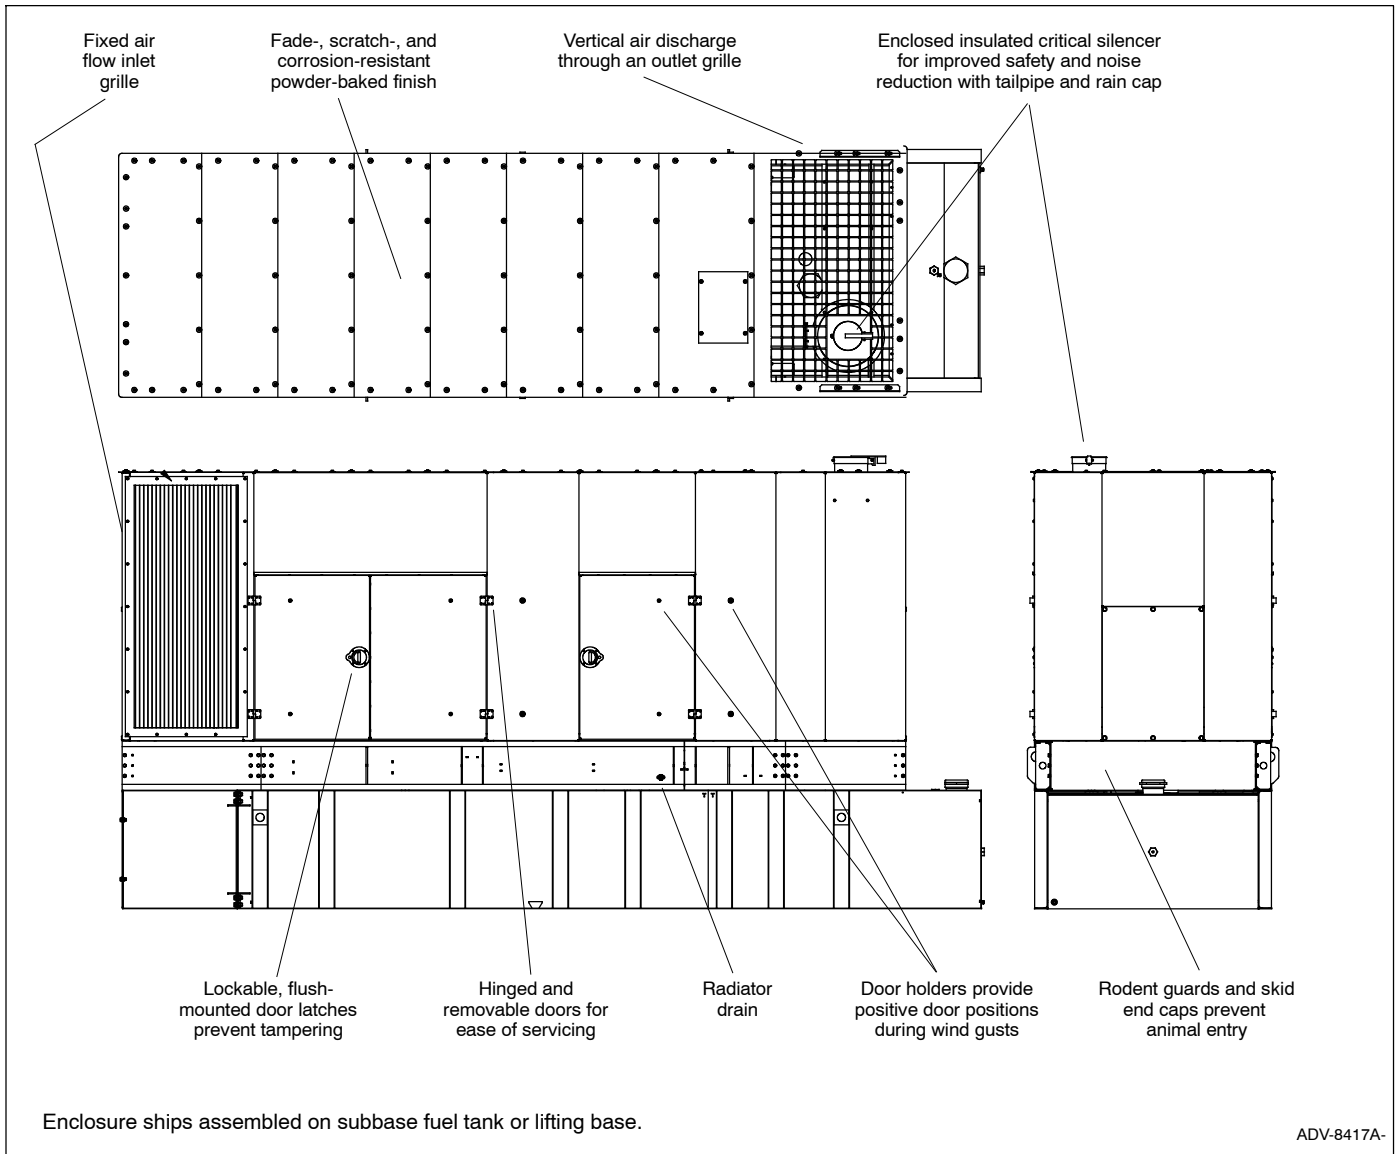 Fixed air
flow inlet
grille
Fade-, scratch-, and
corrosion-resistant
powder-baked finish
Vertical air discharge
through an outlet grille
Enclosed insulated critical silencer
for improved safety and noise
reduction with tailpipe and rain cap
Lockable, flush-
mounted door latches
prevent tampering
Hinged and
removable doors for
ease of servicing
Radiator
drain
Door holders provide
positive door positions
during wind gusts
Rodent guards and skid
end caps prevent
animal entry
Enclosure ships assembled on subbase fuel tank or lifting base.
ADV-8417A-